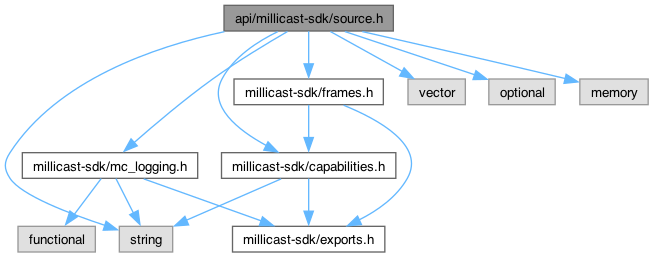 api/millicast-sdk/source.h
millicast-sdk/frames.h
vector
optional
memory
millicast-sdk/mc_logging.h
millicast-sdk/capabilities.h
functional
string
millicast-sdk/exports.h